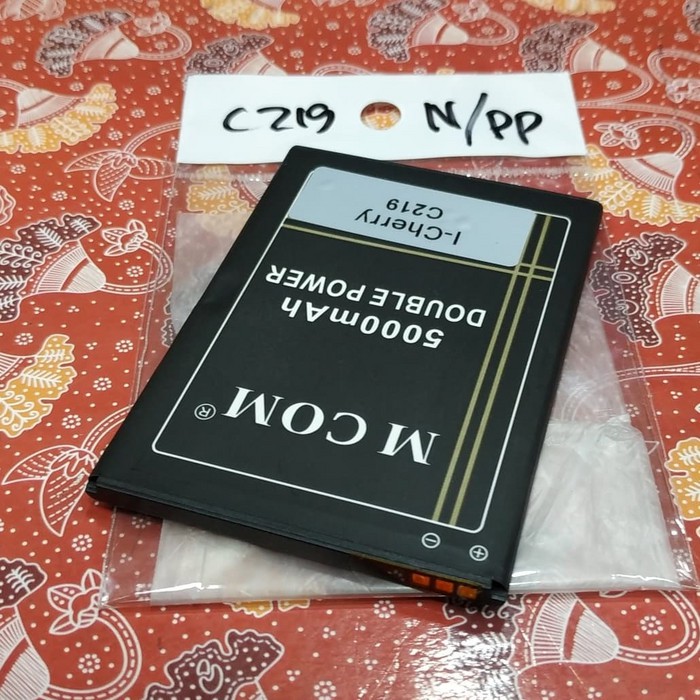 C219 N/PP
M COM®
5000mAh
DOUBLE POWER
I-Cherry
C219